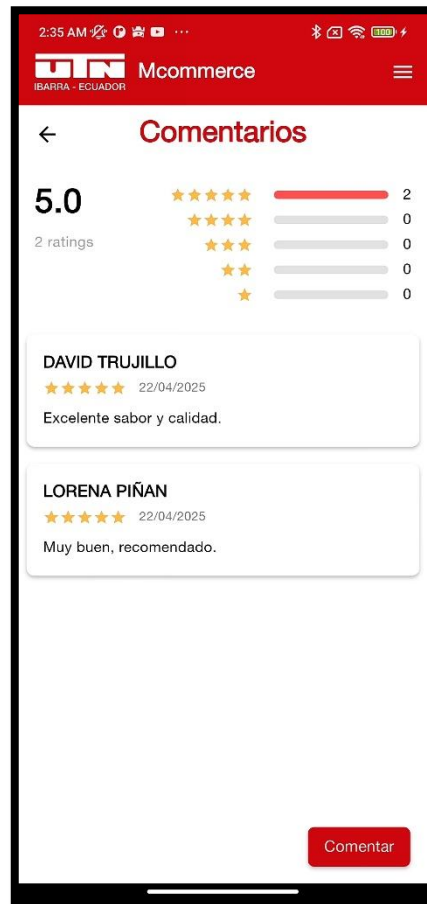 2:35 AM
100
UTN
IBARRA - ECUADOR
Mcommerce
Comentarios
5.0
2 ratings
2
0
0
0
0
DAVID TRUJILLO
22/04/2025
Excelente sabor y calidad.
LORENA PIÑAN
22/04/2025
Muy buen, recomendado.
Comentar